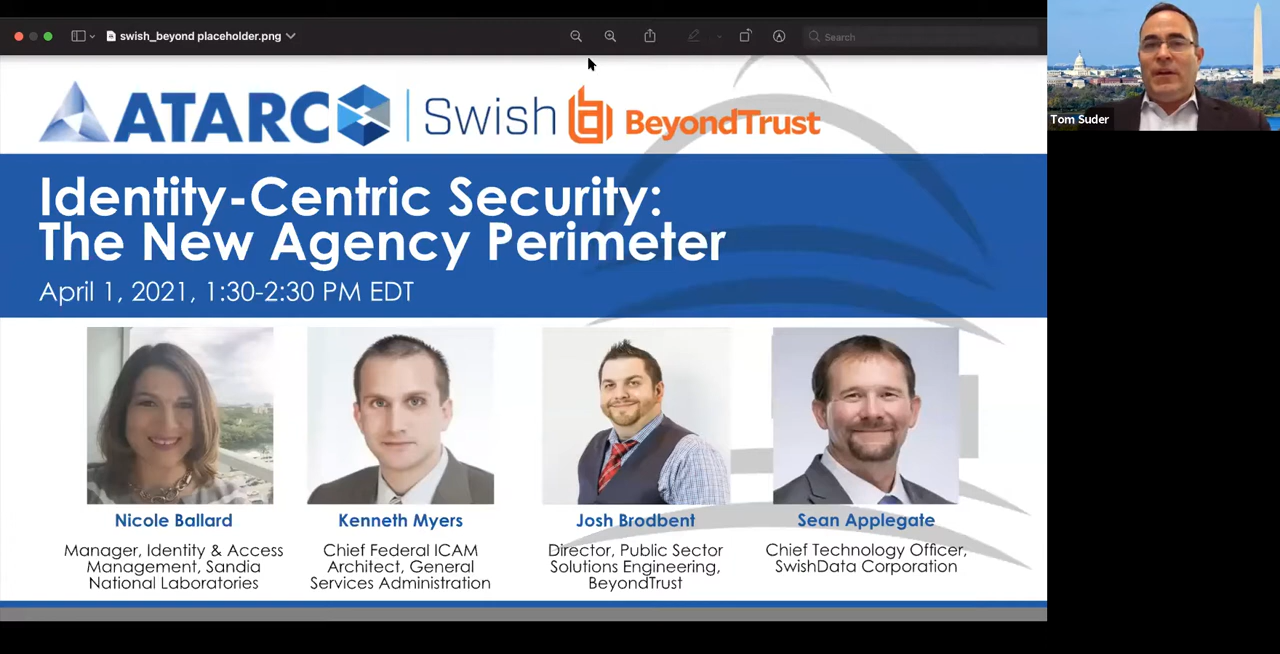 swish_beyond placeholder.png
Search
ATARC
Swish
BeyondTrust
Tom Suder
Identity-Centric Security:
The New Agency Perimeter
April 1, 2021, 1:30-2:30 PM EDT
Nicole Ballard
Manager, Identity & Access
Management, Sandia
National Laboratories
Kenneth Myers
Chief Federal ICAM
Architect, General
Services Administration
Josh Brodbent
Director, Public Sector
Solutions Engineering,
BeyondTrust
Sean Applegate
Chief Technology Officer,
SwishData Corporation